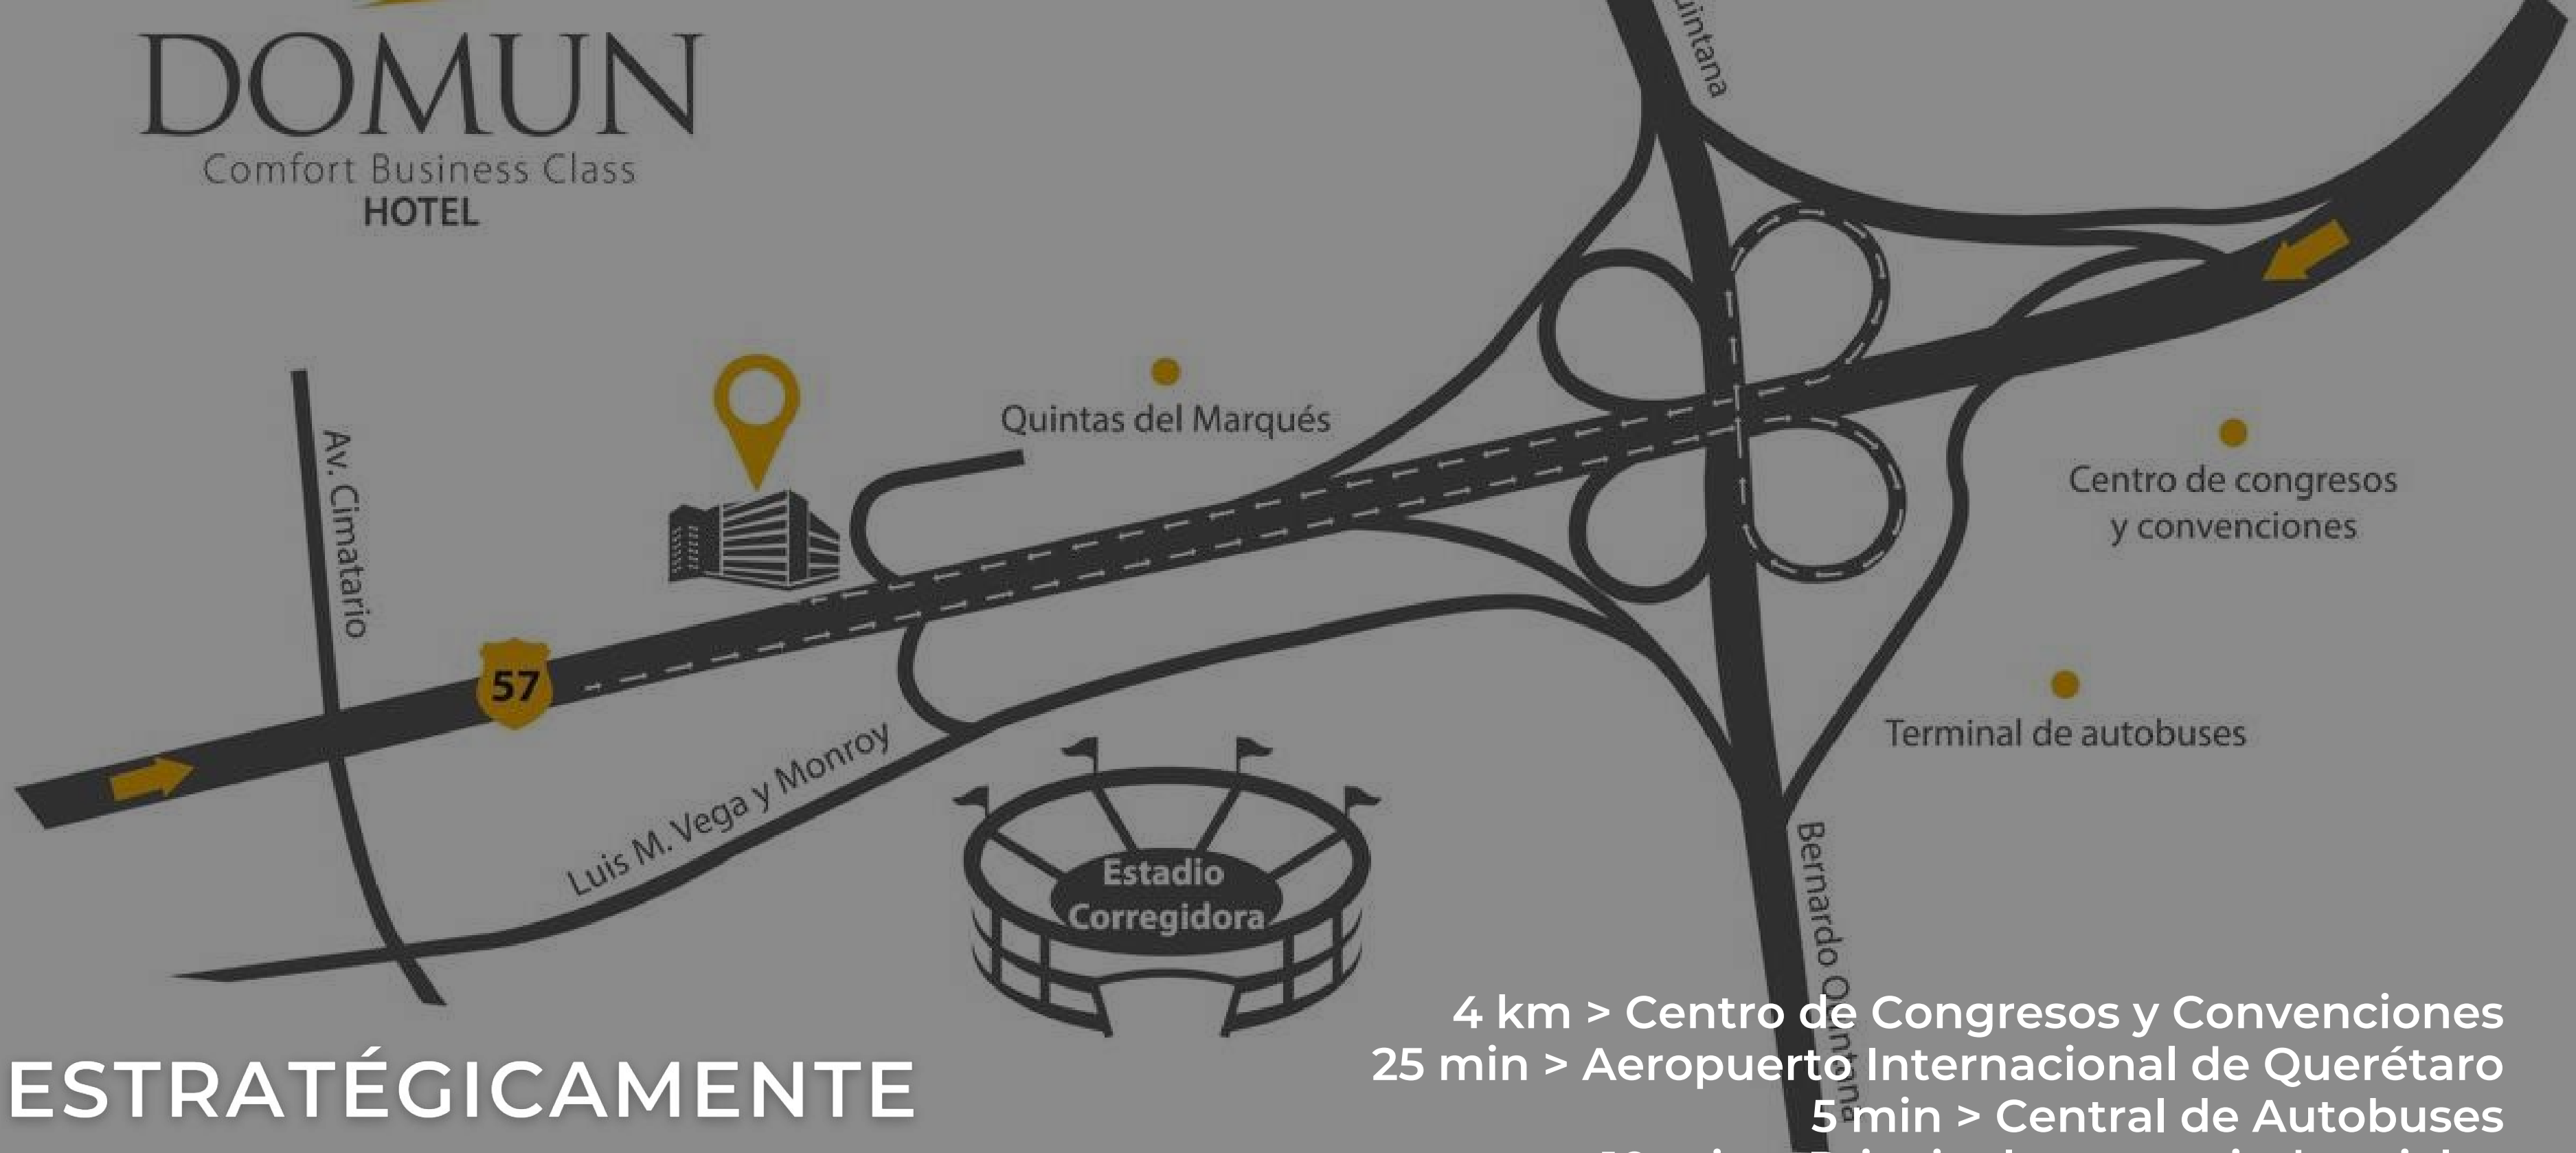 DOMUN
Comfort Business Class
HOTEL
Quintas del Marqués
Av. Cimatario
57
Centro de congresos
y convenciones
Terminal de autobuses
Luis M. Vega y Monroy
Estadio
Corregidora
Bernardo Quintana
ESTRATÉGICAMENTE
4 km > Centro de Congresos y Convenciones
25 min > Aeropuerto Internacional de Querétaro
5 min > Central de Autobuses